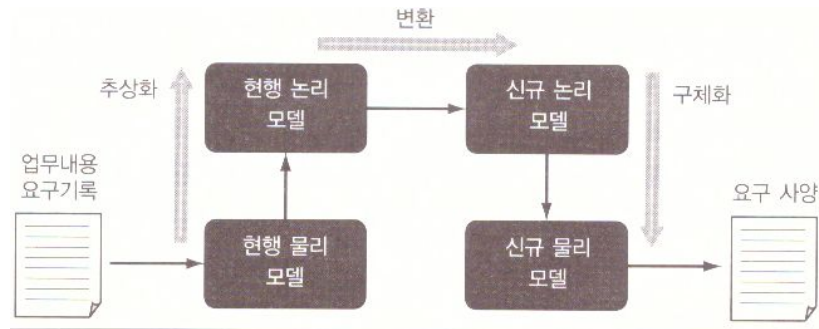 변환
추상화
현행 논리
모델
신규 논리
모델
구체화
업무내용
요구기록
현행 물리
모델
신규 물리
모델
요구 사양